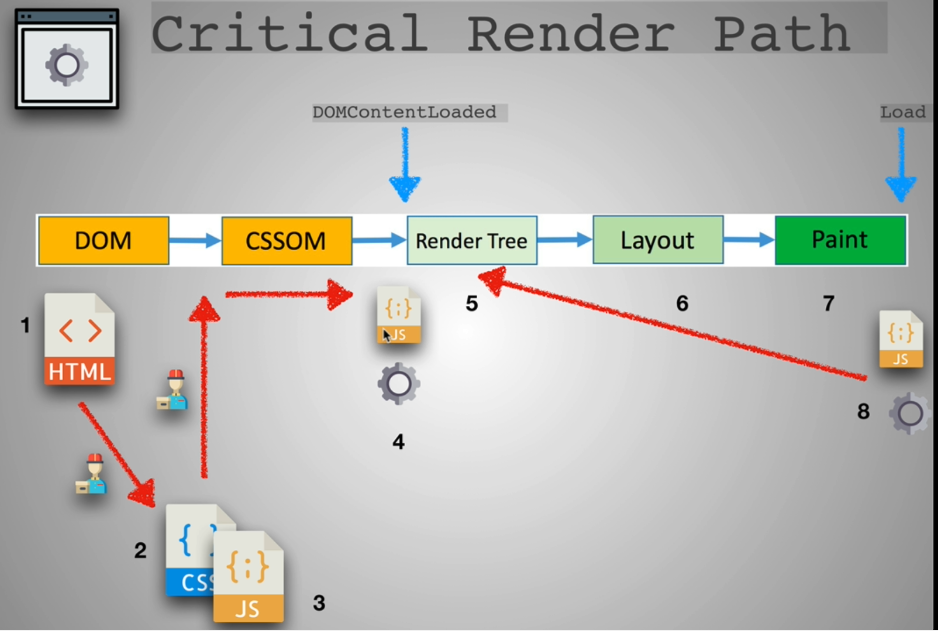 Critical Render Path
DOMContentLoaded
Load
DOM
CSSOM
Render Tree
Layout
Paint
1
HTML
< >
{;}
JS
4
5
6
7
{;}
JS
8
2
{ }
CSS
{;}
JS
3